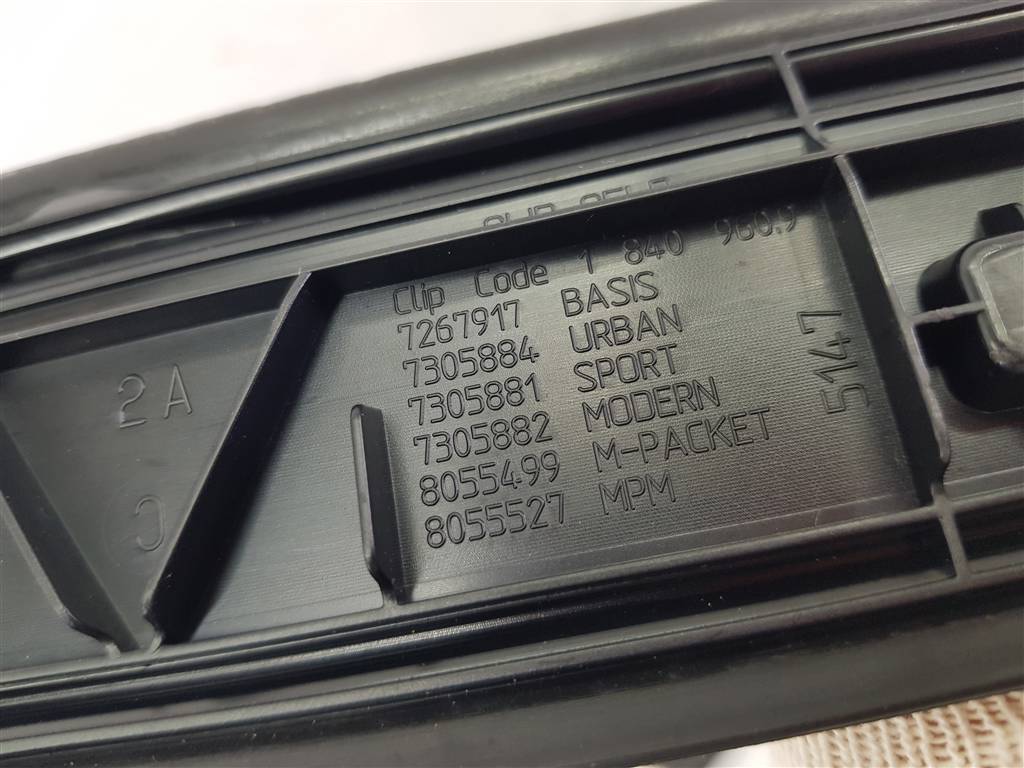 Clip Code 1 840 960.9
7267917 BASIS
7305884 URBAN
7305881 SPORT
7305882 MODERN
8055499 M-PACKET
8055527 MPM
5147
2A